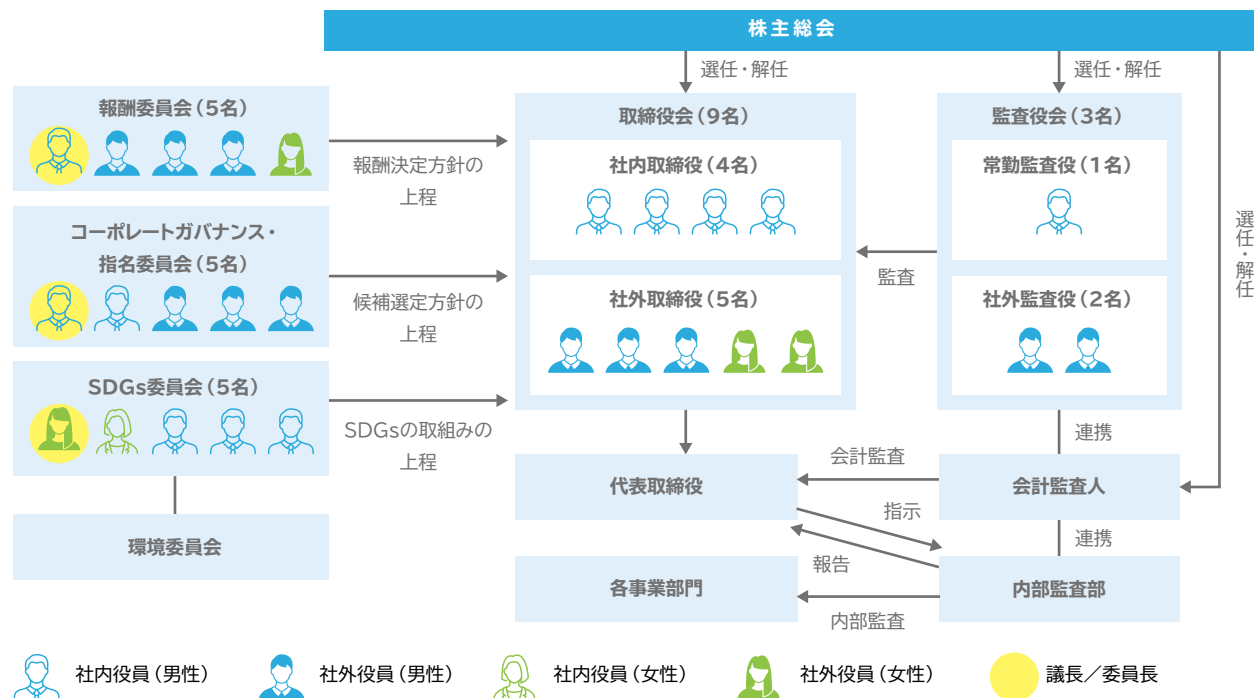 株主総会
選任・解任
選任・解任
選任・解任
報酬委員会(5名)
報酬決定方針の
上程
コーポレートガバナンス・
指名委員会(5名)
候補選定方針の
上程
SDGs委員会(5名)
SDGsの取組みの
上程
環境委員会
取締役会(9名)
社内取締役(4名)
社外取締役(5名)
監査
監査役会(3名)
常勤監査役(1名)
社外監査役(2名)
連携
代表取締役
会計監査
会計監査人
指示
連携
報告
各事業部門
内部監査
内部監査部
社内役員(男性)
社外役員(男性)
社内役員(女性)
社外役員(女性)
議長/委員長